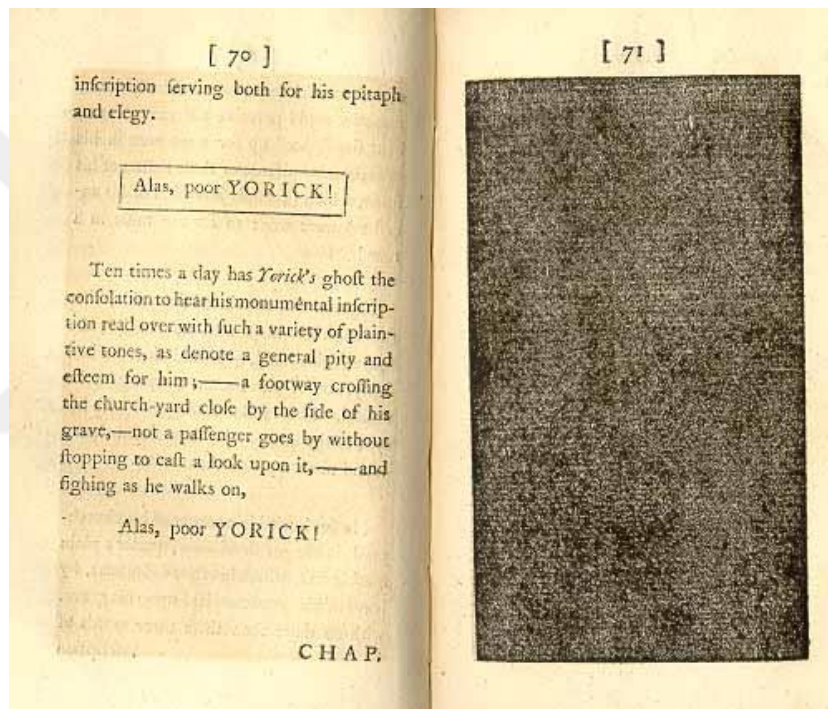 [ 70 ]
inſcription ſerving both for his epitaph
and elegy.
Alas, poor YORICK!
Ten times a day has Yorick's ghoſt the
conſolation to hear his monumental inſcrip-
tion read over with ſuch a variety of plain-
tive tones, as denote a general pity and
eſteem for him;——a footway croſſing
the church-yard cloſe by the ſide of his
grave,—not a paſſenger goes by without
ſtopping to caſt a look upon it,——and
ſighing as he walks on,
Alas, poor YORICK!
CHAP.
[ 71 ]